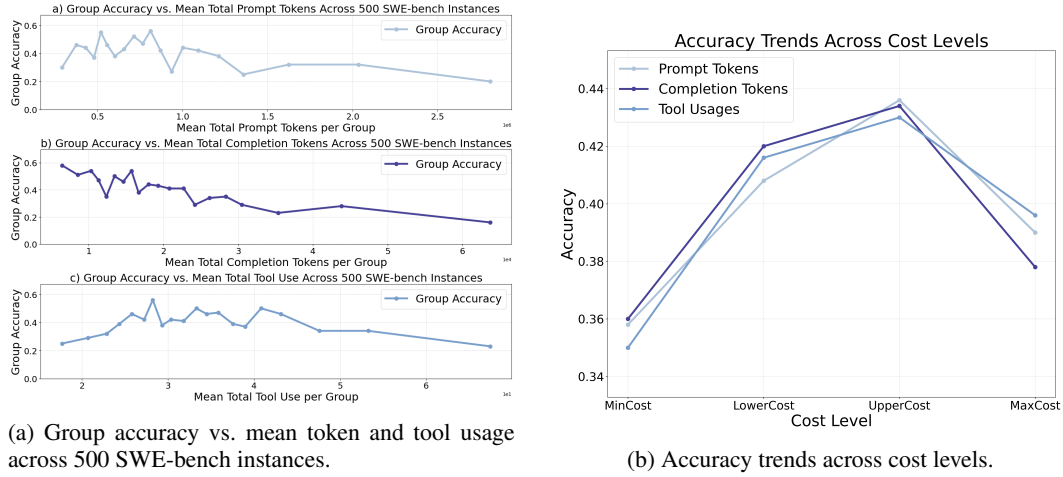 a) Group Accuracy vs. Mean Total Prompt Tokens Across 500 SWE-bench Instances
Group Accuracy
0.6
0.4
0.2
0.0
Group Accuracy
0.5
1.0
1.5
2.0
2.5
1e6
Mean Total Prompt Tokens per Group
b) Group Accuracy vs. Mean Total Completion Tokens Across 500 SWE-bench Instances
Group Accuracy
0.6
0.4
0.2
0.0
Group Accuracy
1
2
3
4
5
6
1e4
Mean Total Completion Tokens per Group
c) Group Accuracy vs. Mean Total Tool Use Across 500 SWE-bench Instances
Group Accuracy
0.6
0.4
0.2
0.0
Group Accuracy
2
3
4
5
6
1e1
Mean Total Tool Use per Group
(a) Group accuracy vs. mean token and tool usage
across 500 SWE-bench instances.
Accuracy Trends Across Cost Levels
Prompt Tokens
Completion Tokens
Tool Usages
Accuracy
0.44
0.42
0.40
0.38
0.36
0.34
MinCost
LowerCost
UpperCost
MaxCost
Cost Level
(b) Accuracy trends across cost levels.